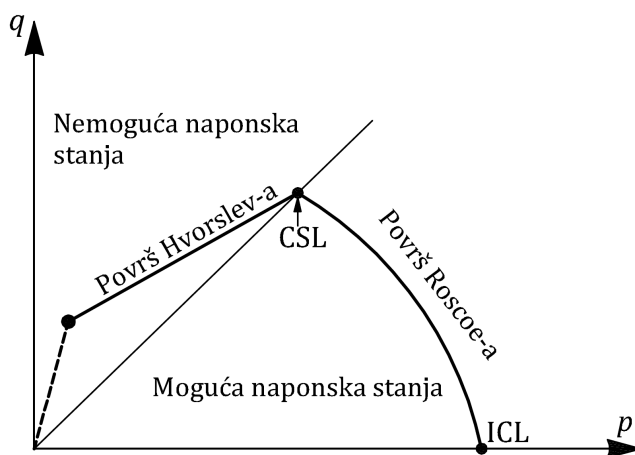 q
Nemoguća naponska
stanja
Površ Hvorslev-a
CSL
Površ Roscoe-a
Moguća naponska stanja
ICL
p